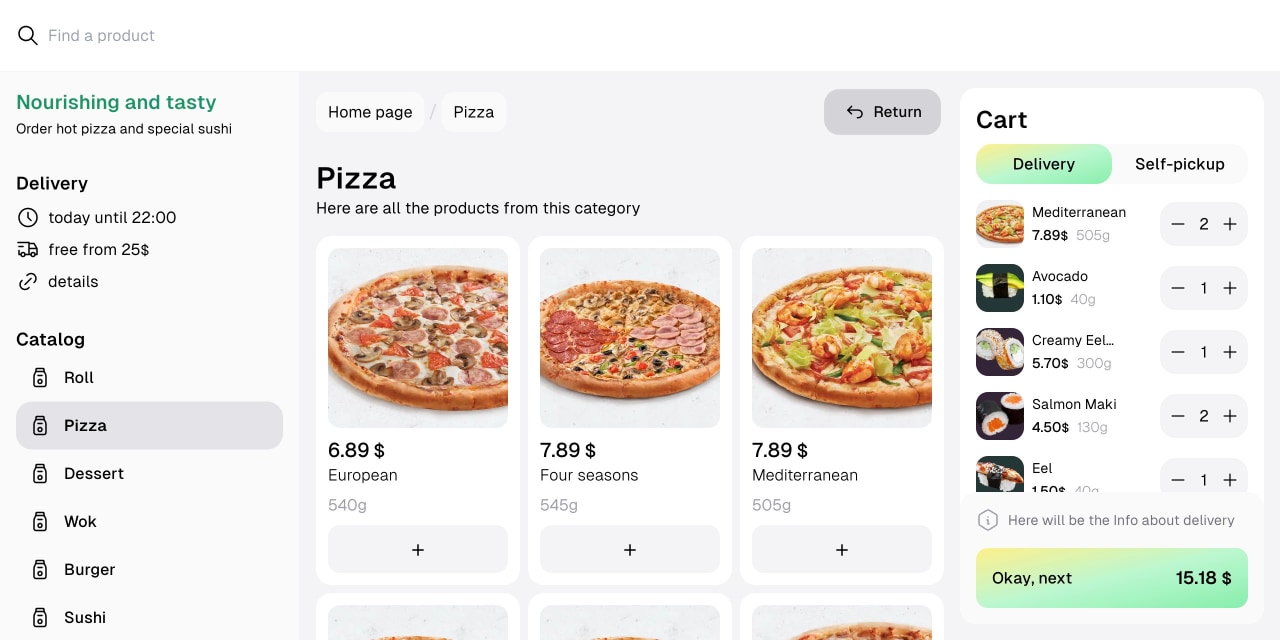 Find a product
Nourishing and tasty
Order hot pizza and special sushi
Delivery
today until 22:00
free from 25$
details
Catalog
Roll
Pizza
Dessert
Wok
Burger
Sushi
Home page / Pizza
Return
Pizza
Here are all the products from this category
6.89 $
European
540g
+
7.89 $
Four seasons
545g
+
7.89 $
Mediterranean
505g
+
Cart
Delivery
Self-pickup
Mediterranean
7.89$ 505g
2
Avocado
1.10$ 40g
1
Creamy Eel...
5.70$ 300g
1
Salmon Maki
4.50$ 130g
2
Eel
1.50$ 40g
1
Here will be the Info about delivery
Okay, next 15.18 $